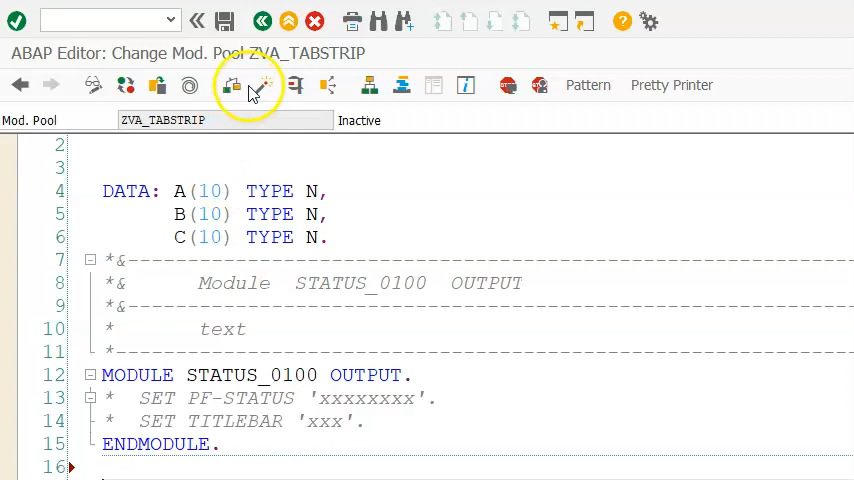 ABAP Editor: Change Mod. Pool ZVA_TABSTRIP
Pattern Pretty Printer
Mod. Pool ZVA_TABSTRIP Inactive
2
3
4 DATA: A(10) TYPE N,
5 B(10) TYPE N,
6 C(10) TYPE N.
7 *&---------------------------------------------------------------------
8 *& Module STATUS_0100 OUTPUT
9 *&---------------------------------------------------------------------
10 * text
11 *----------------------------------------------------------------------
12 MODULE STATUS_0100 OUTPUT.
13 * SET PF-STATUS 'xxxxxxxx'.
14 * SET TITLEBAR 'xxx'.
15 ENDMODULE.
16